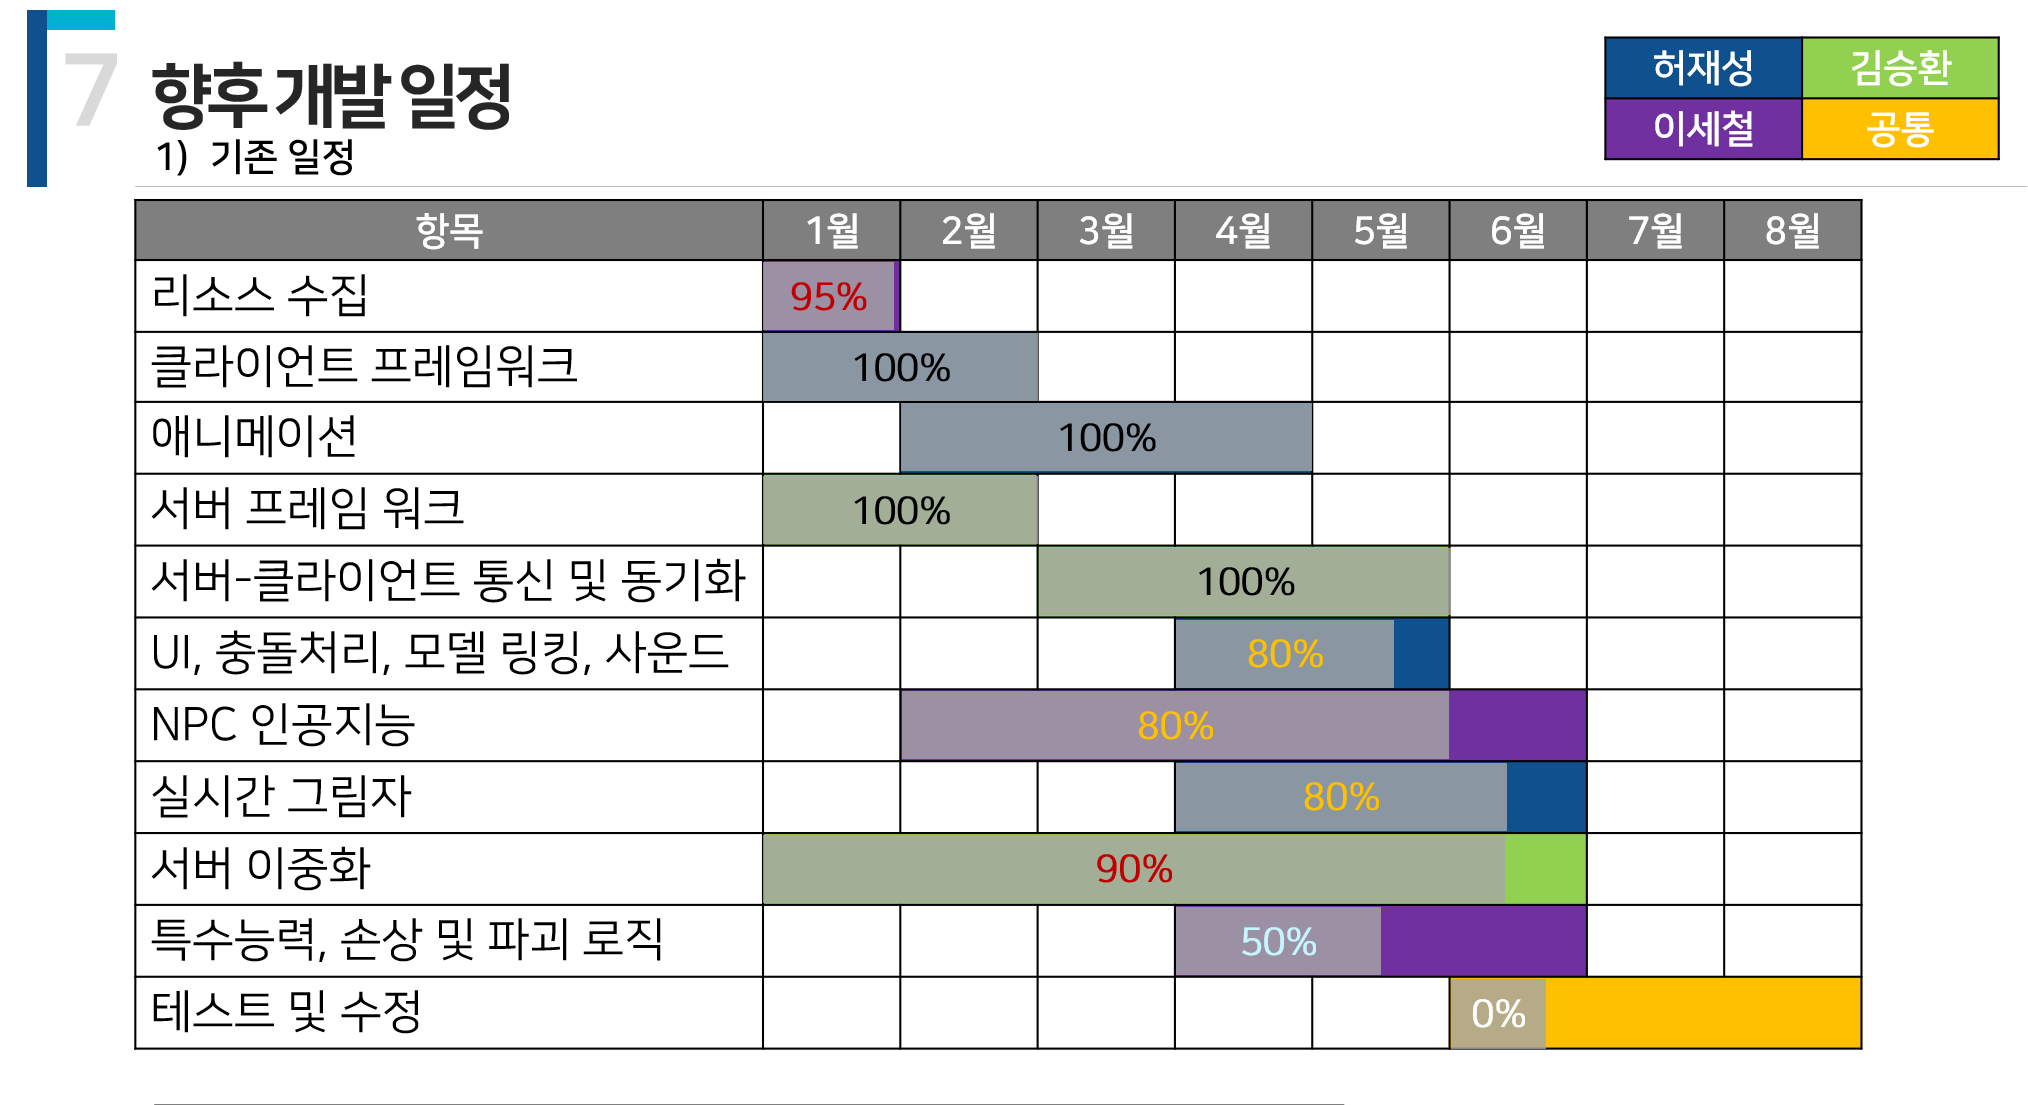 7
향후 개발 일정
1) 기존 일정
허재성 김승환
이세철 공통
항목 1월 2월 3월 4월 5월 6월 7월 8월
리소스 수집 95%
클라이언트 프레임워크 100%
애니메이션 100%
서버 프레임 워크 100%
서버-클라이언트 통신 및 동기화 100%
UI, 충돌처리, 모델 링킹, 사운드 80%
NPC 인공지능 80%
실시간 그림자 80%
서버 이중화 90%
특수능력, 손상 및 파괴 로직 50%
테스트 및 수정 0%